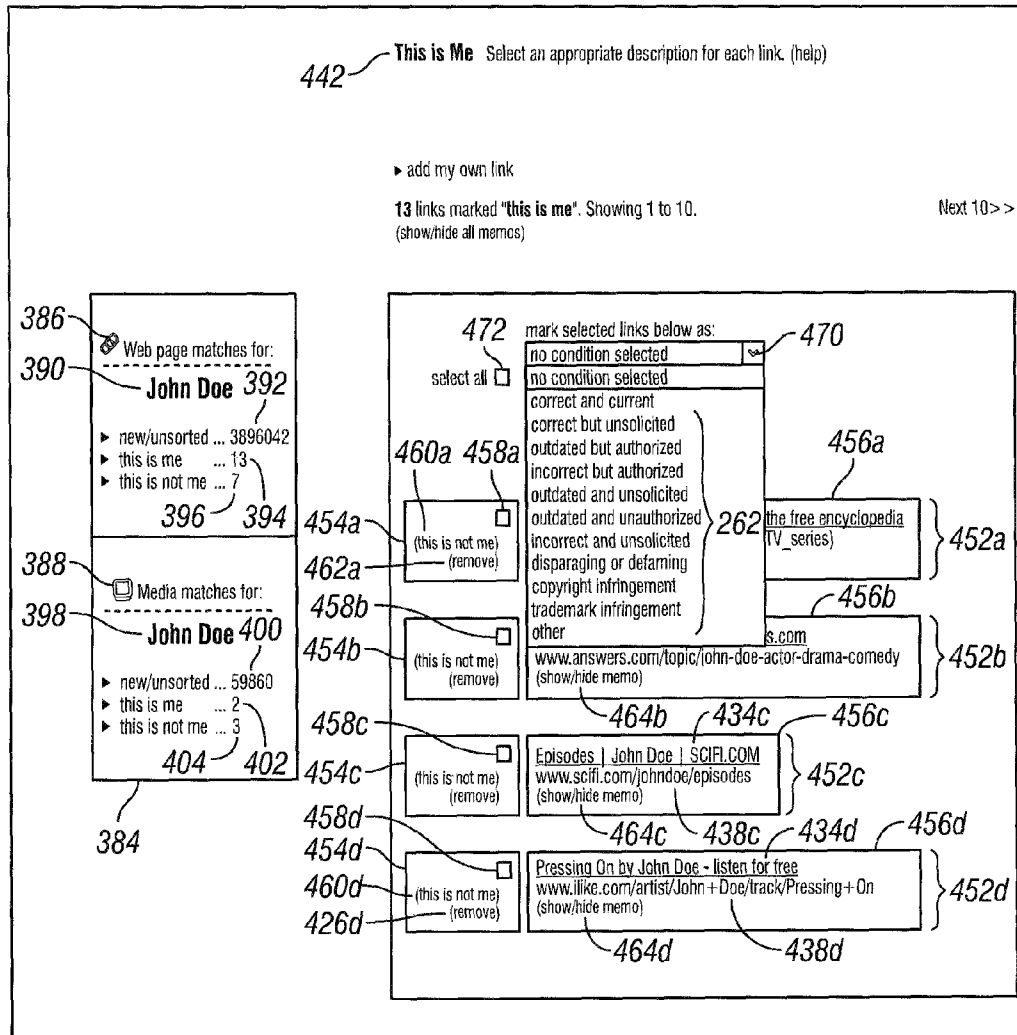 442 This is Me Select an appropriate description for each link. (help)
▸ add my own link
13 links marked "this is me". Showing 1 to 10. Next 10>>
(show/hide all memos)
386
Web page matches for:
390
John Doe 392
▸ new/unsorted ... 3896042
▸ this is me ... 13
▸ this is not me ... 7
396 394
388
Media matches for:
398
John Doe 400
▸ new/unsorted ... 59860
▸ this is me ... 2
▸ this is not me ... 3
404 402
384
472 mark selected links below as:
no condition selected 470
select all
no condition selected
correct and current
correct but unsolicited
outdated but authorized
incorrect but authorized
outdated and unsolicited
outdated and unauthorized
incorrect and unsolicited
disparaging or defaming
copyright infringement
trademark infringement
other
262
460a 458a 456a
454a (this is not me) the free encyclopedia
462a (remove) TV_series)
452a
458b 456b
454b (this is not me) s.com
(remove) www.answers.com/topic/john-doe-actor-drama-comedy
(show/hide memo)
452b
464b 434c 456c
458c
454c (this is not me) Episodes | John Doe | SCIFI.COM
(remove) www.scifi.com/johndoe/episodes
(show/hide memo)
452c
464c 438c 434d 456d
458d
454d Pressing On by John Doe - listen for free
460d (this is not me) www.ilike.com/artist/John+Doe/track/Pressing+On
426d (remove) (show/hide memo)
452d
464d 438d